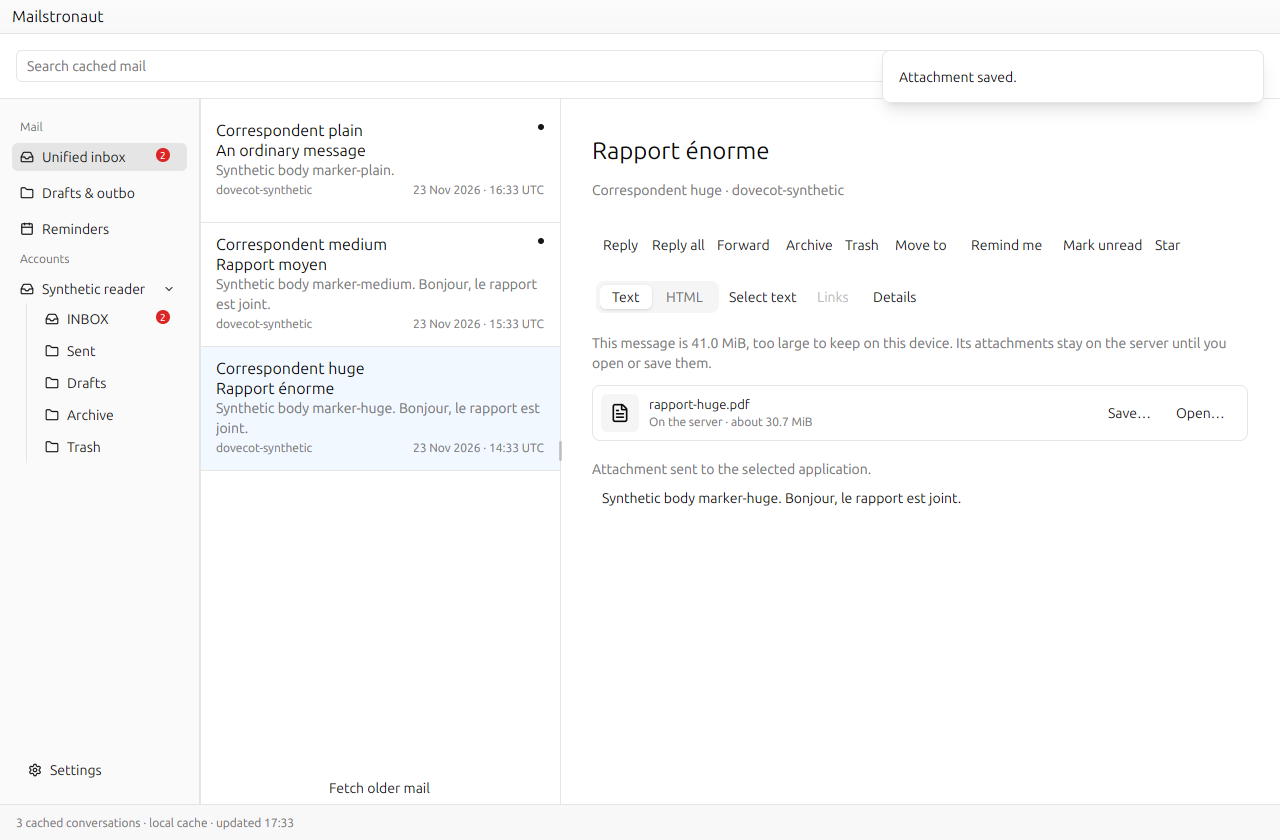 Mailstronaut
Search cached mail
Attachment saved.
Mail
Unified inbox
2
Drafts & outbo
Reminders
Accounts
Synthetic reader
INBOX
2
Sent
Drafts
Archive
Trash
Settings
Correspondent plain
An ordinary message
Synthetic body marker-plain.
dovecot-synthetic
23 Nov 2026 · 16:33 UTC
Correspondent medium
Rapport moyen
Synthetic body marker-medium. Bonjour, le rapport
est joint.
dovecot-synthetic
23 Nov 2026 · 15:33 UTC
Correspondent huge
Rapport énorme
Synthetic body marker-huge. Bonjour, le rapport est
joint.
dovecot-synthetic
23 Nov 2026 · 14:33 UTC
Fetch older mail
Rapport énorme
Correspondent huge · dovecot-synthetic
Reply Reply all Forward Archive Trash Move to Remind me Mark unread Star
Text HTML Select text Links Details
This message is 41.0 MiB, too large to keep on this device. Its attachments stay on the server until you
open or save them.
rapport-huge.pdf
On the server · about 30.7 MiB
Save… Open…
Attachment sent to the selected application.
Synthetic body marker-huge. Bonjour, le rapport est joint.
3 cached conversations · local cache · updated 17:33